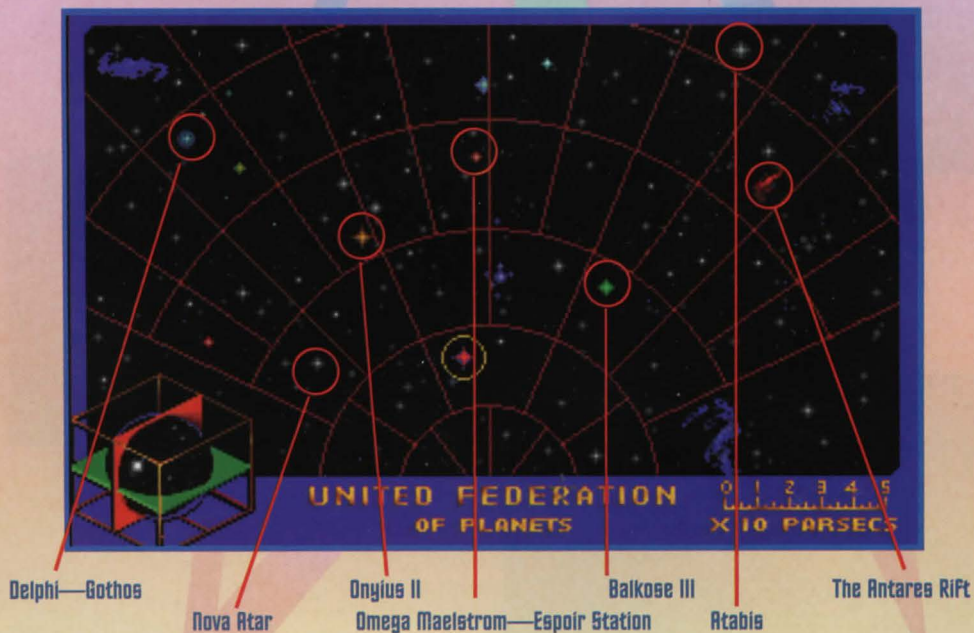 UNITED FEDERATION
OF PLANETS
0 1 2 3 4 5
X 10 PARSECS
Delphi—Gothos
Onyius II
Balkose III
The Antares Rift
Nova Atar
Omega Maelstrom—Espoir Station
Atabis